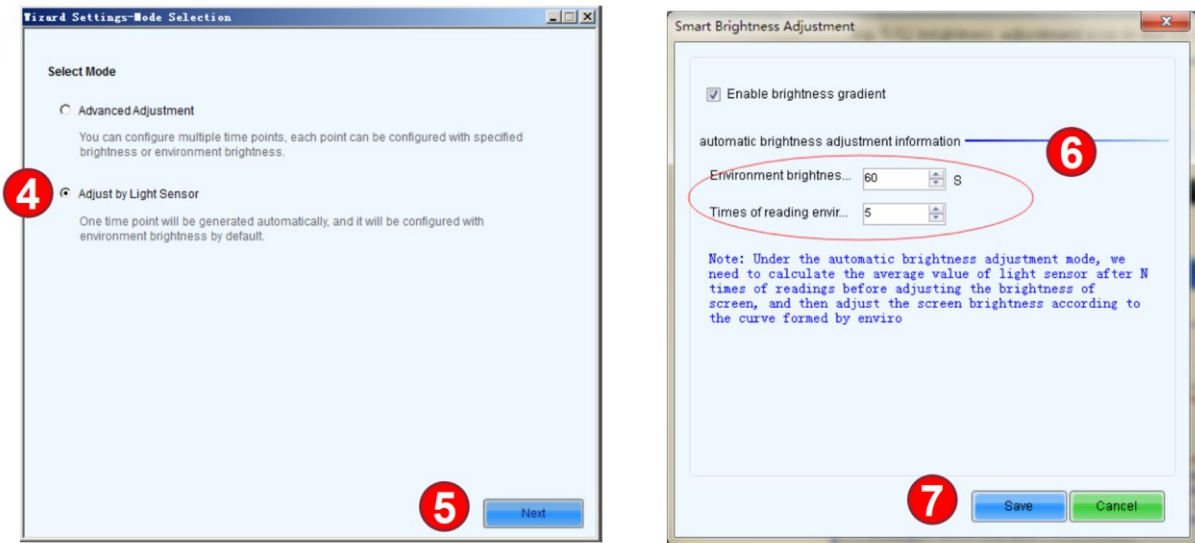 Wizard Settings-Mode Selection
Select Mode
Advanced Adjustment
You can configure multiple time points, each point can be configured with specified
brightness or environment brightness.
4
Adjust by Light Sensor
One time point will be generated automatically, and it will be configured with
environment brightness by default.
5
Next
Smart Brightness Adjustment
Enable brightness gradient
automatic brightness adjustment information
6
Environment brightnes... 60 S
Times of reading envir... 5
Note: Under the automatic brightness adjustment mode, we
need to calculate the average value of light sensor after N
times of readings before adjusting the brightness of
screen, and then adjust the screen brightness according to
the curve formed by enviro
7
Save
Cancel